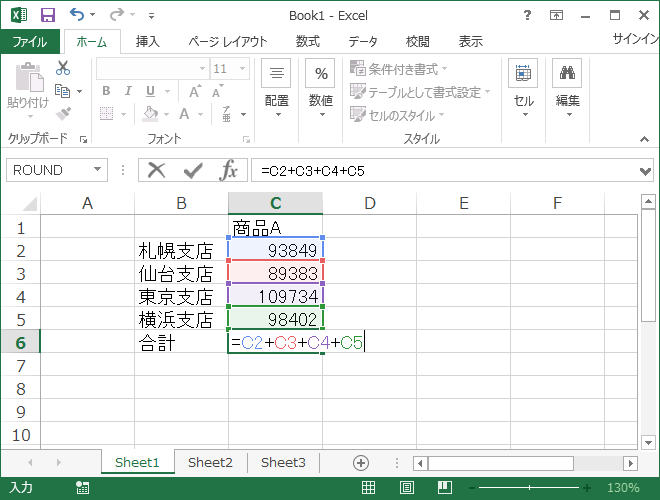 Book1 - Excel
ファイル ホーム 挿入 ページ レイアウト 数式 データ 校閲 表示 サインイン
貼り付け
11
B I U A A
A ア亜
配置
%
数値
条件付き書式
テーブルとして書式設定
セルのスタイル
セル
編集
クリップボード フォント スタイル
ROUND fx =C2+C3+C4+C5
A B C D E F
1 商品A
2 札幌支店 93849
3 仙台支店 89383
4 東京支店 109734
5 横浜支店 98402
6 合計 =C2+C3+C4+C5
7
8
9
10
Sheet1 Sheet2 Sheet3
入力 130%